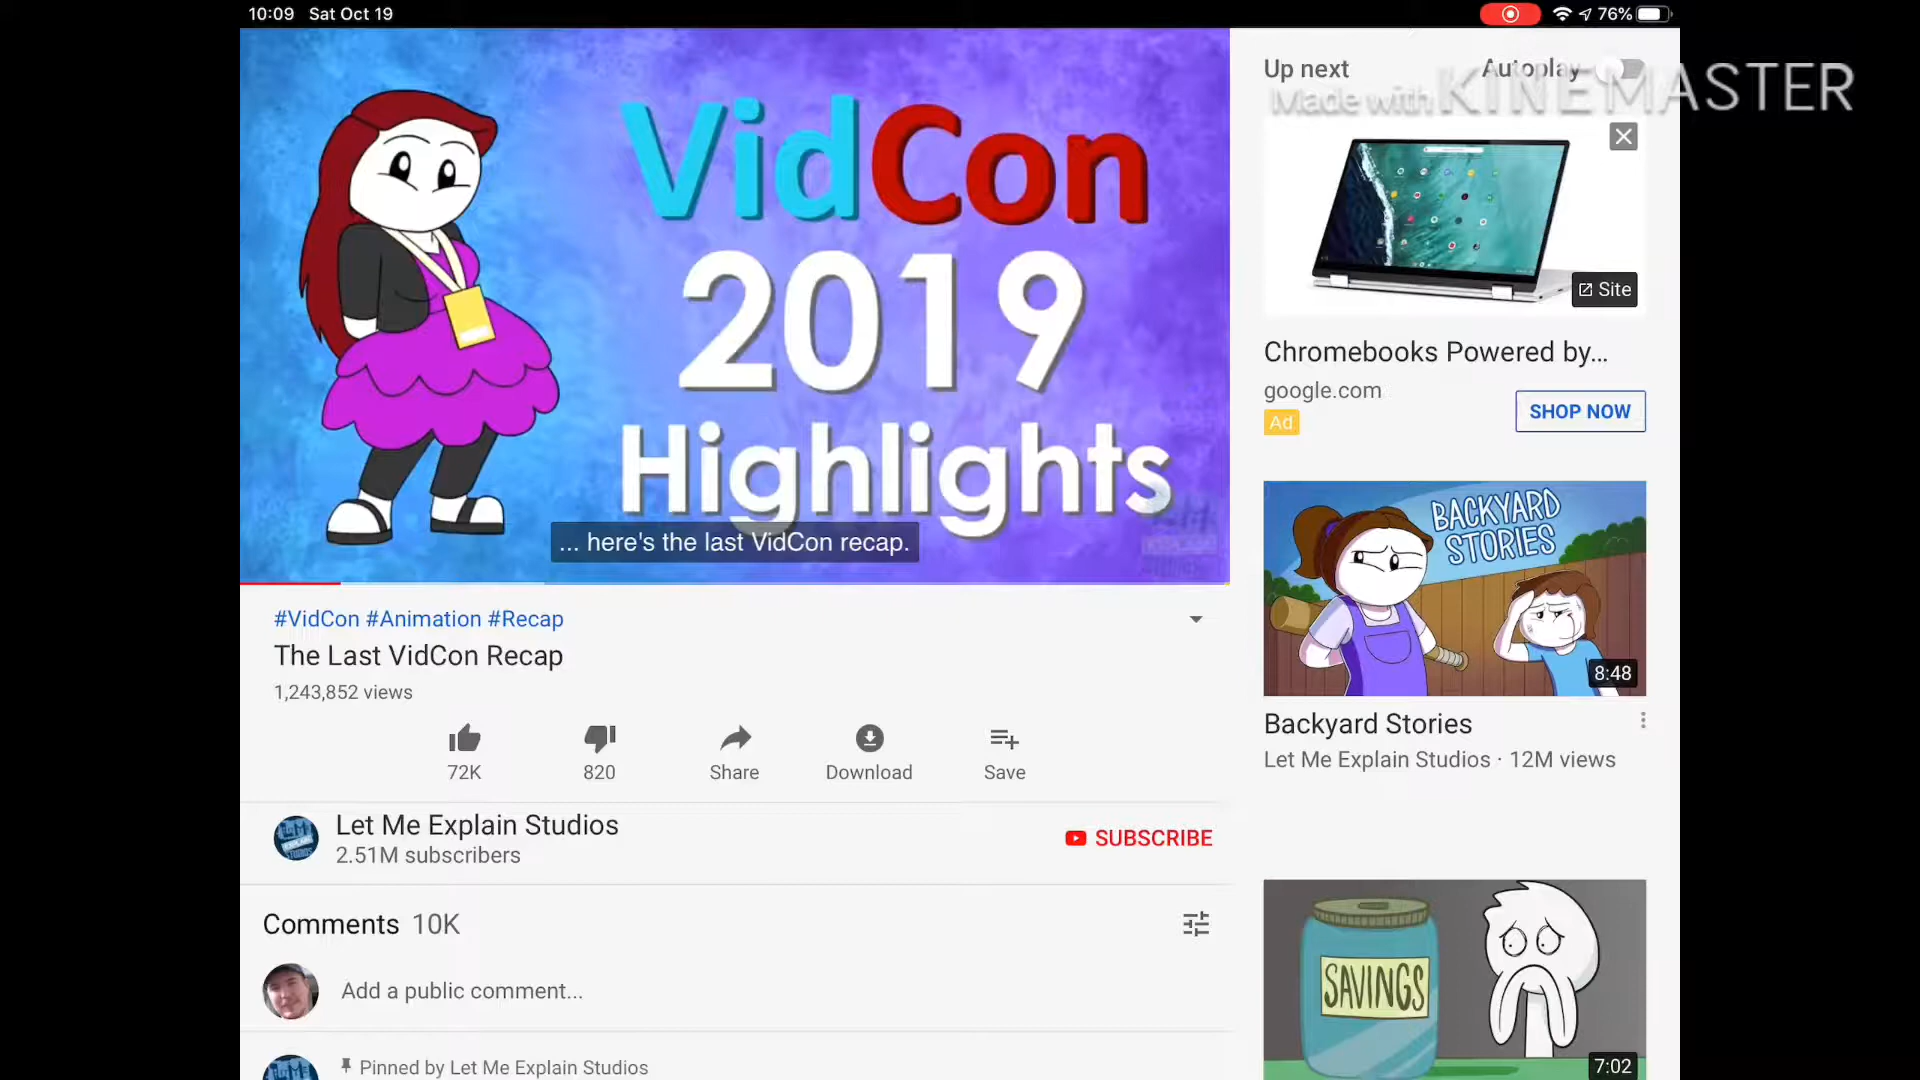 10:09 Sat Oct 19
76%
VidCon
2019
Highlights
... here's the last VidCon recap.
#VidCon #Animation #Recap
The Last VidCon Recap
1,243,852 views
72K
820
Share
Download
Save
Let Me Explain Studios
2.51M subscribers
SUBSCRIBE
Comments 10K
Add a public comment...
Pinned by Let Me Explain Studios
Up next
Autoplay
Made with KINEMASTER
Site
Chromebooks Powered by...
google.com
Ad
SHOP NOW
BACKYARD
STORIES
8:48
Backyard Stories
Let Me Explain Studios · 12M views
SAVINGS
7:02